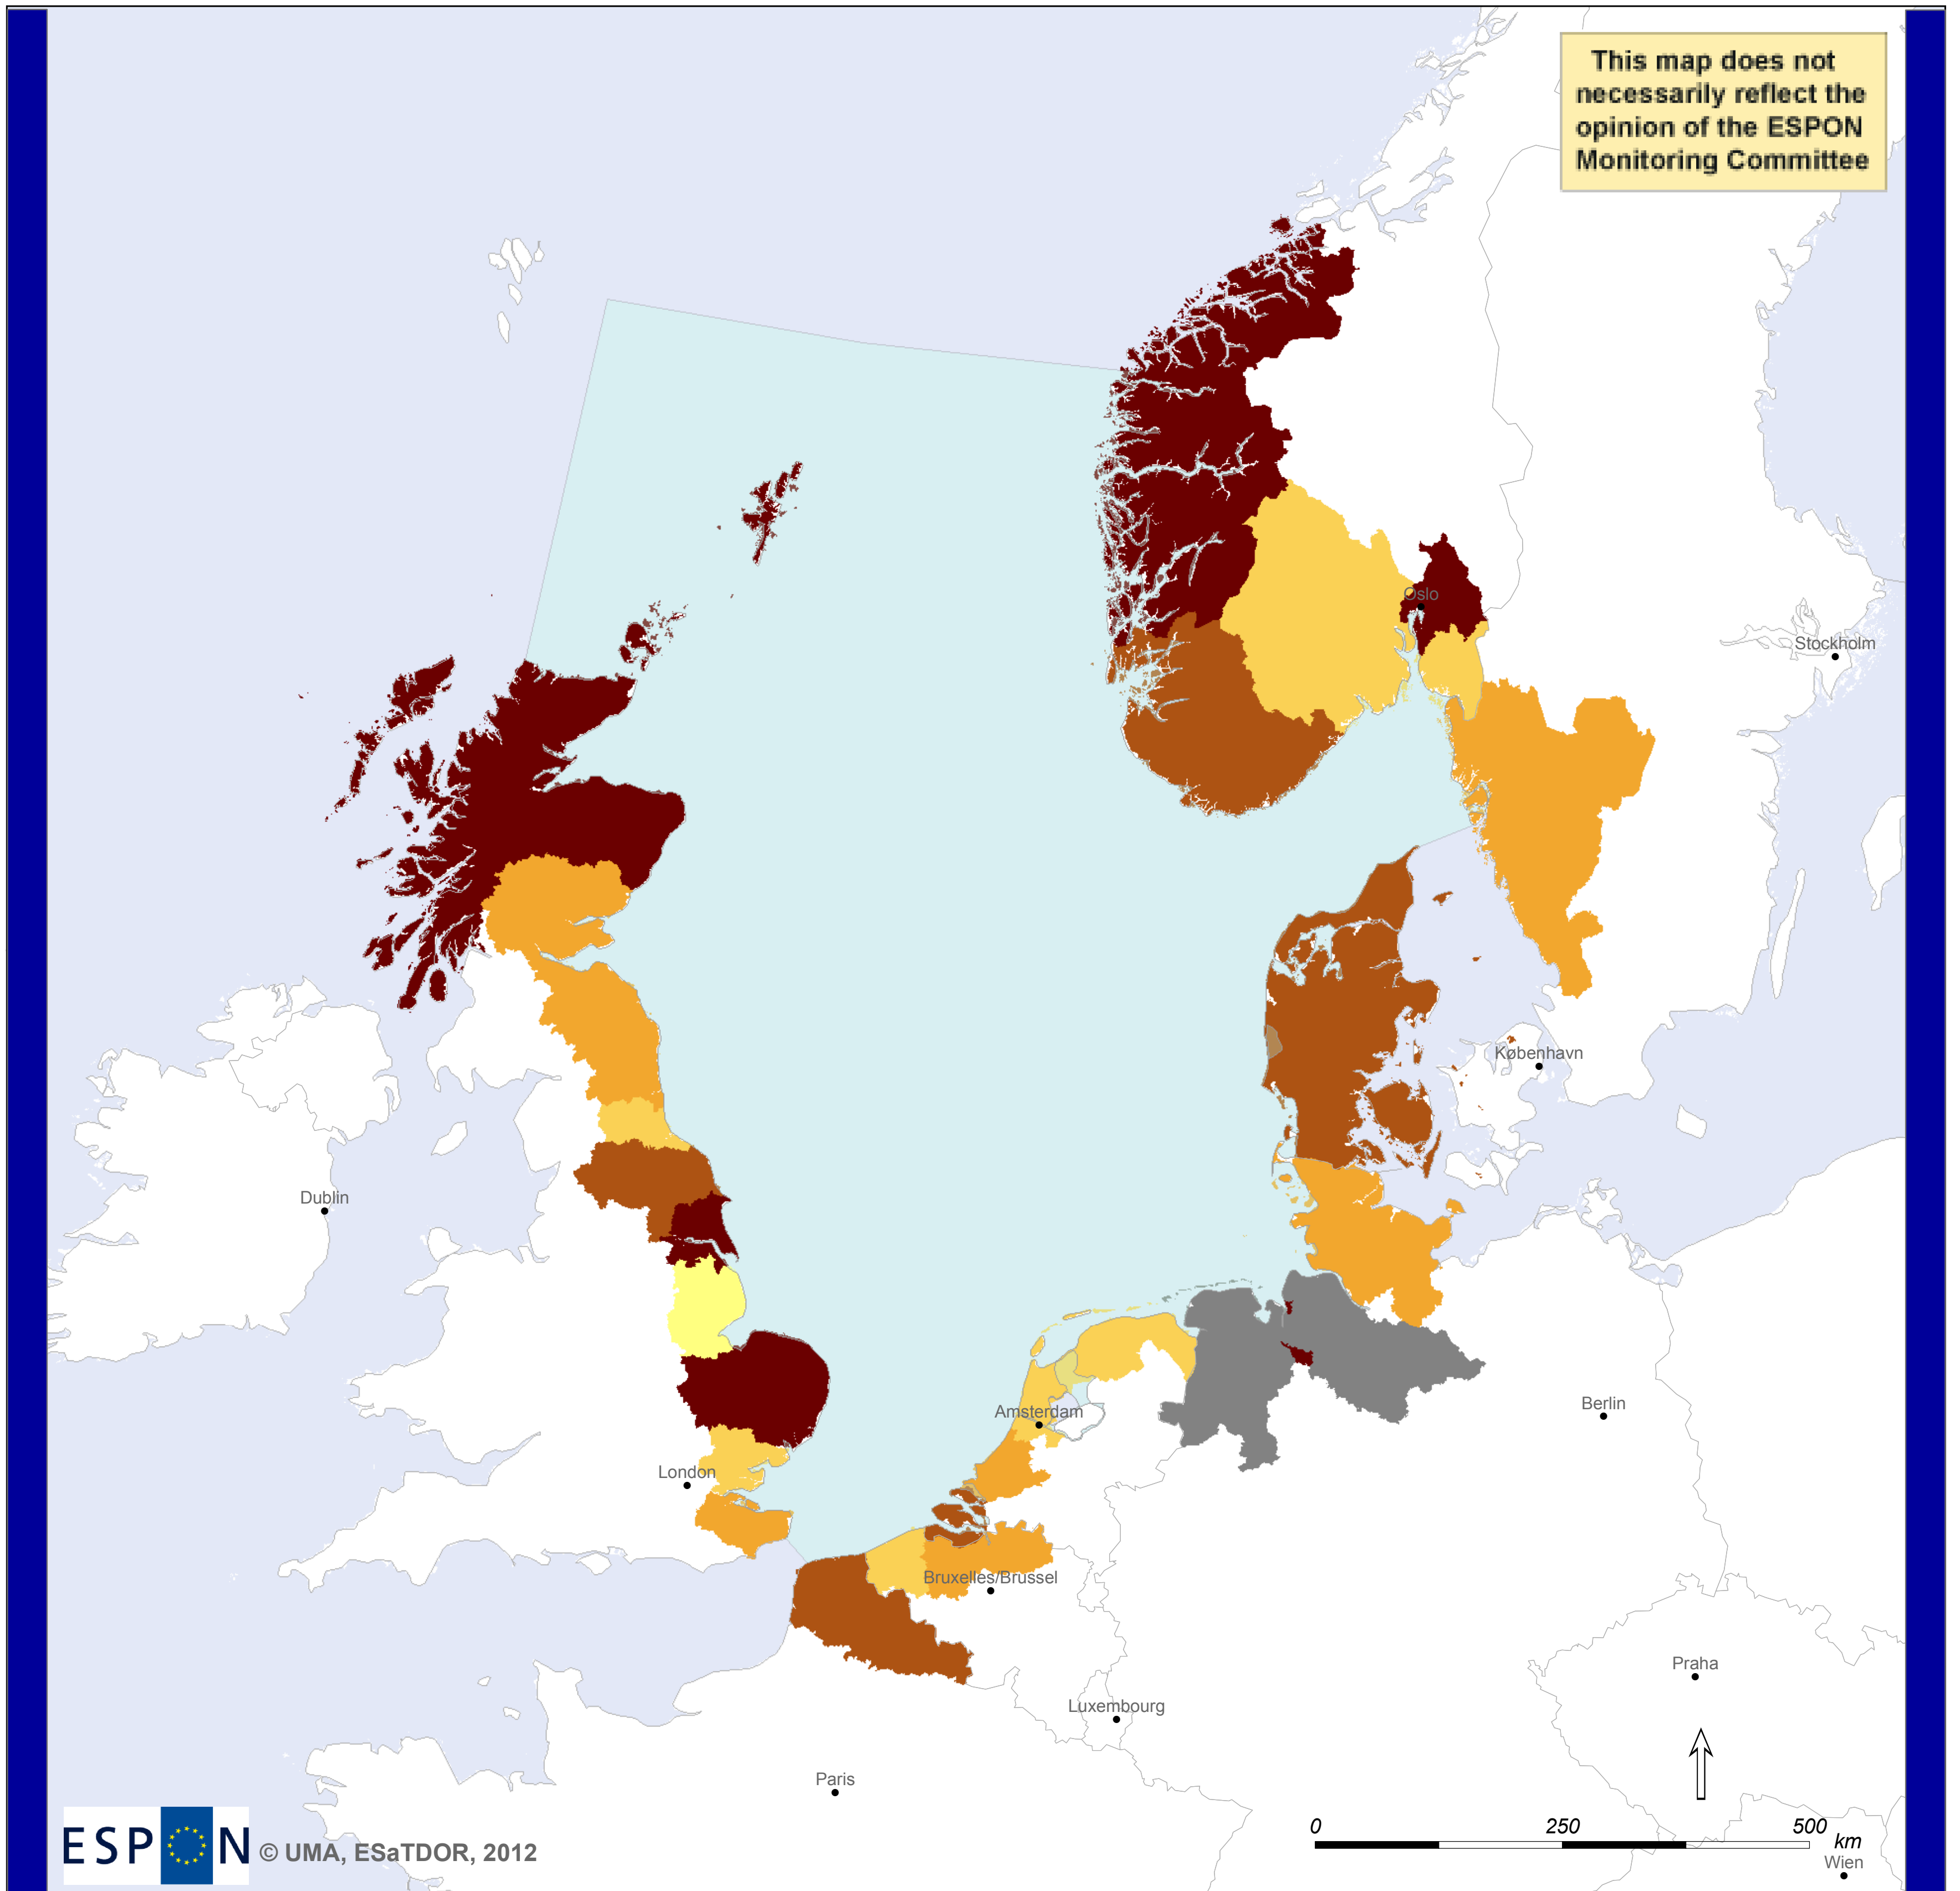 This map does not
necessarily reflect the
opinion of the ESPON
Monitoring Committee
Oslo
Stockholm
København
Dublin
Berlin
Amsterdam
London
Bruxelles/Brussel
Praha
Luxembourg
Paris
0 250 500 km
Wien
ESPON © UMA, ESaTDOR, 2012